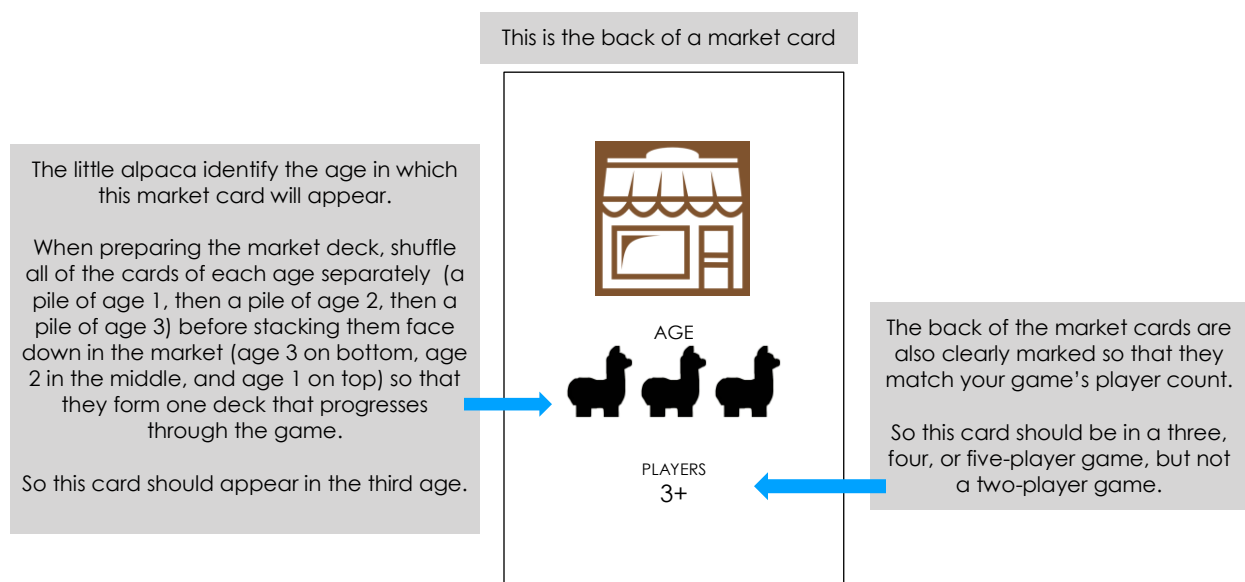 This is the back of a market card
The little alpaca identify the age in which
this market card will appear.
When preparing the market deck, shuffle
all of the cards of each age separately (a
pile of age 1, then a pile of age 2, then a
pile of age 3) before stacking them face
down in the market (age 3 on bottom, age
2 in the middle, and age 1 on top) so that
they form one deck that progresses
through the game.
So this card should appear in the third age.
AGE
PLAYERS
3+
The back of the market cards are
also clearly marked so that they
match your game's player count.
So this card should be in a three,
four, or five-player game, but not
a two-player game.